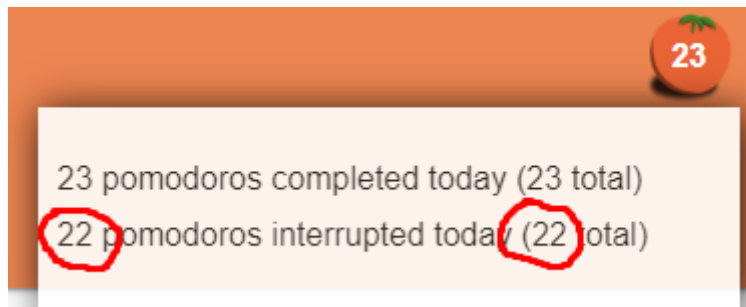 23
23 pomodoros completed today (23 total)
22 pomodoros interrupted today (22 total)